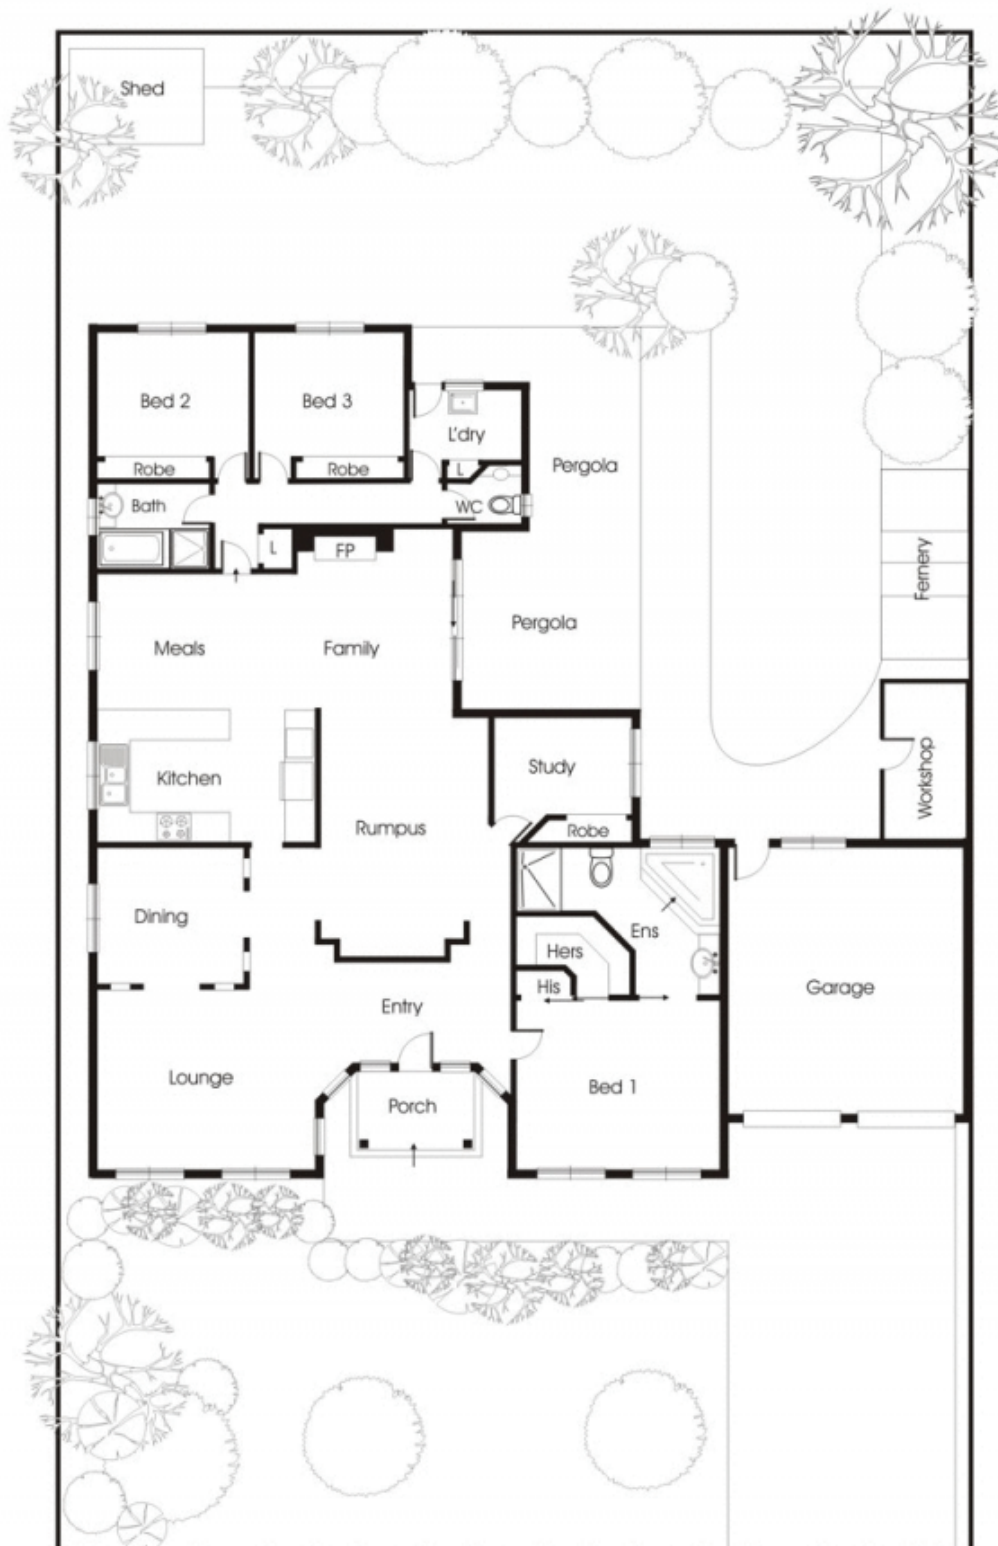 Shed
Bed 2
Bed 3
L'dry
Robe
Robe
L
Pergola
Bath
WC
L
FP
Fernery
Meals
Family
Pergola
Kitchen
Study
Workshop
Rumpus
Robe
Dining
Ens
Hers
His
Garage
Entry
Lounge
Bed 1
Porch